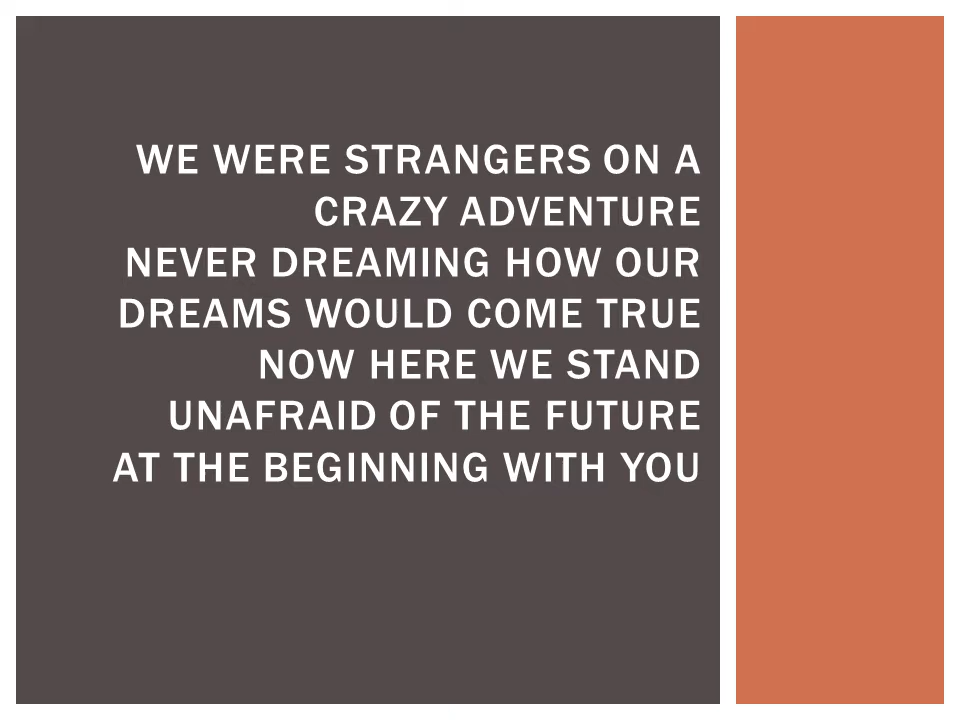 WE WERE STRANGERS ON A
CRAZY ADVENTURE
NEVER DREAMING HOW OUR
DREAMS WOULD COME TRUE
NOW HERE WE STAND
UNAFRAID OF THE FUTURE
AT THE BEGINNING WITH YOU